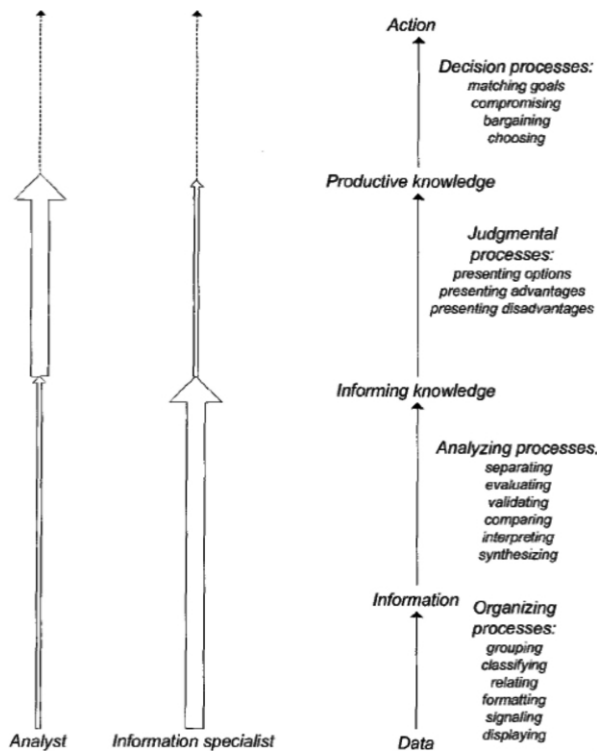 Action
Decision processes:
matching goals
compromising
bargaining
choosing
Productive knowledge
Judgmental
processes:
presenting options
presenting advantages
presenting disadvantages
Informing knowledge
Analyzing processes:
separating
evaluating
validating
comparing
interpreting
synthesizing
Information
Organizing
processes:
grouping
classifying
relating
formatting
signaling
displaying
Analyst
Information specialist
Data